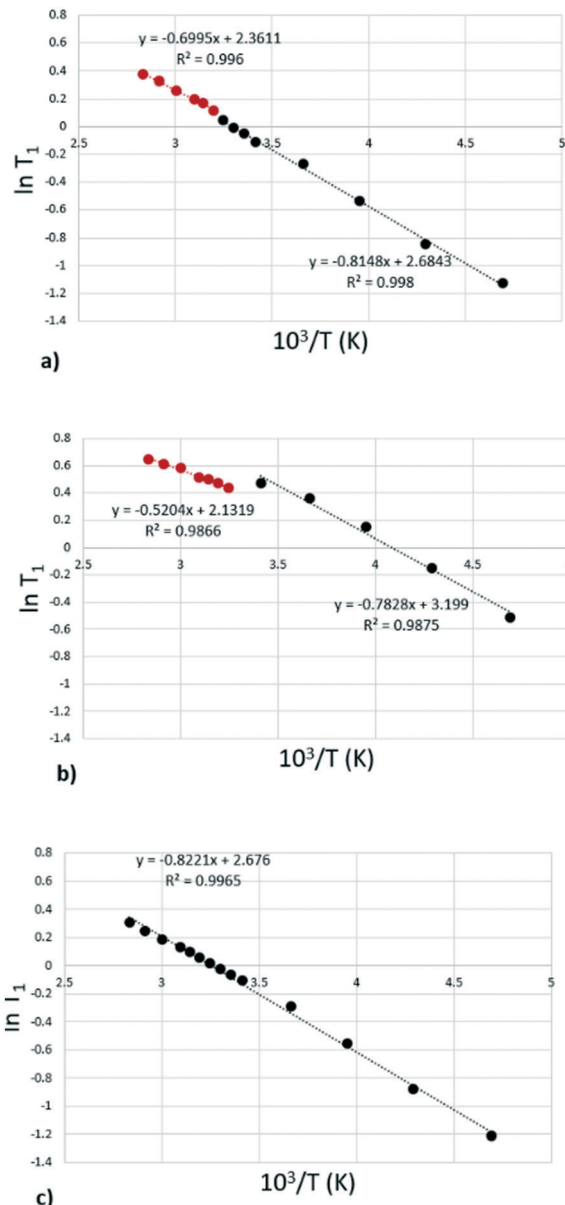 y = -0.6995x + 2.3611
R² = 0.996
0.8
0.6
0.4
0.2
0
-0.2
-0.4
-0.6
-0.8
-1
-1.2
-1.4
2.5
3
3.5
4
4.5
5
ln T₁
y = -0.8148x + 2.6843
R² = 0.998
10³/T (K)
a)
0.8
0.6
0.4
0.2
0
-0.2
-0.4
-0.6
-0.8
-1
-1.2
-1.4
2.5
3
3.5
4
4.5
ln T₁
y = -0.5204x + 2.1319
R² = 0.9866
y = -0.7828x + 3.199
R² = 0.9875
10³/T (K)
b)
y = -0.8221x + 2.676
R² = 0.9965
0.8
0.6
0.4
0.2
0
-0.2
-0.4
-0.6
-0.8
-1
-1.2
-1.4
2.5
3
3.5
4
4.5
5
ln T₁
10³/T (K)
c)